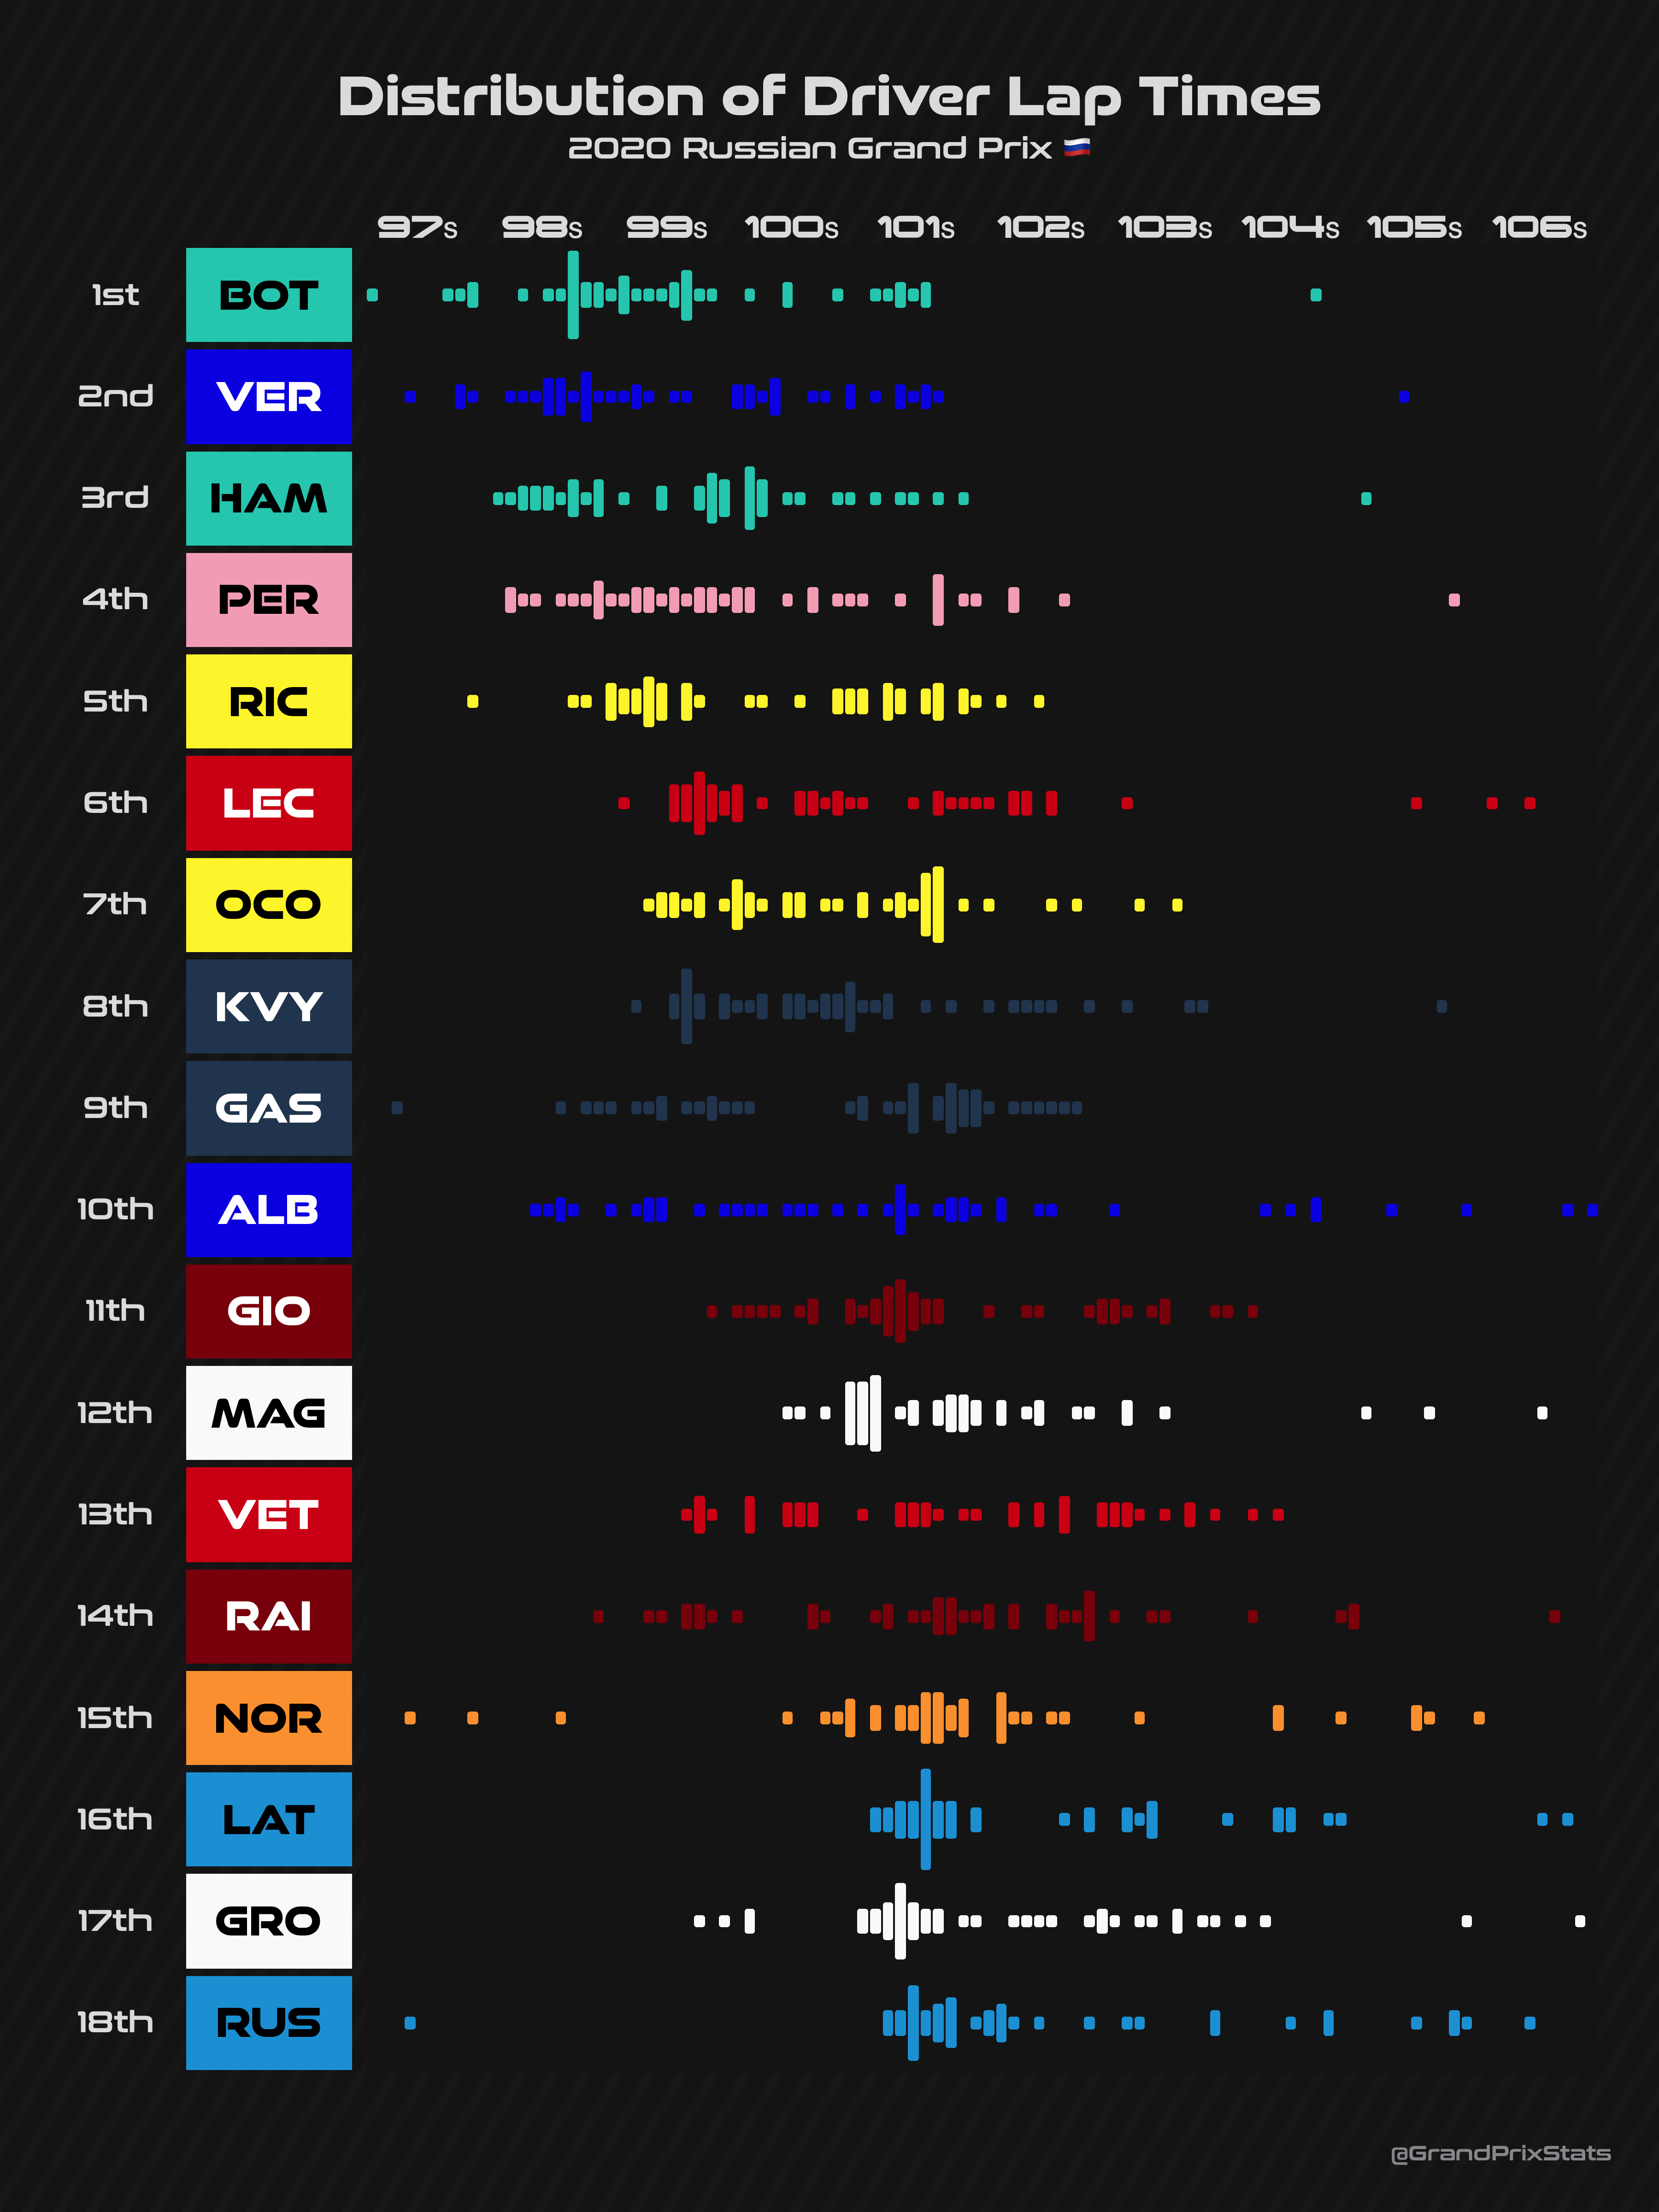 Distribution of Driver Lap Times
2020 Russian Grand Prix 🇷🇺
97s 98s 99s 100s 101s 102s 103s 104s 105s 106s
1st BOT
2nd VER
3rd HAM
4th PER
5th RIC
6th LEC
7th OCO
8th KVY
9th GAS
10th ALB
11th GIO
12th MAG
13th VET
14th RAI
15th NOR
16th LAT
17th GRO
18th RUS
@GrandPrixStats